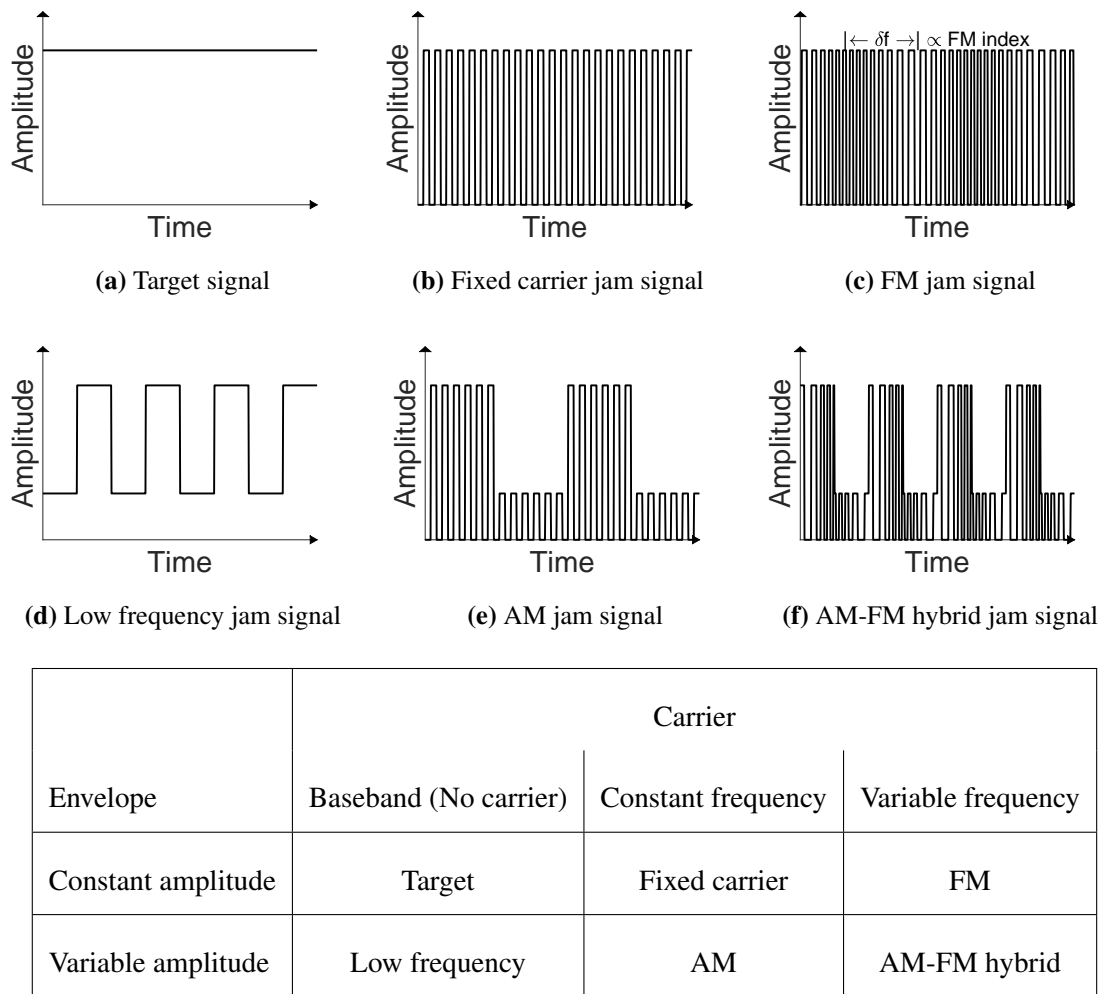 Amplitude
Time
(a) Target signal
Amplitude
Time
(b) Fixed carrier jam signal
|← δf →| ∝ FM index
Amplitude
Time
(c) FM jam signal
Amplitude
Time
(d) Low frequency jam signal
Amplitude
Time
(e) AM jam signal
Amplitude
Time
(f) AM-FM hybrid jam signal
Carrier
Envelope Baseband (No carrier) Constant frequency Variable frequency
Constant amplitude Target Fixed carrier FM
Variable amplitude Low frequency AM AM-FM hybrid